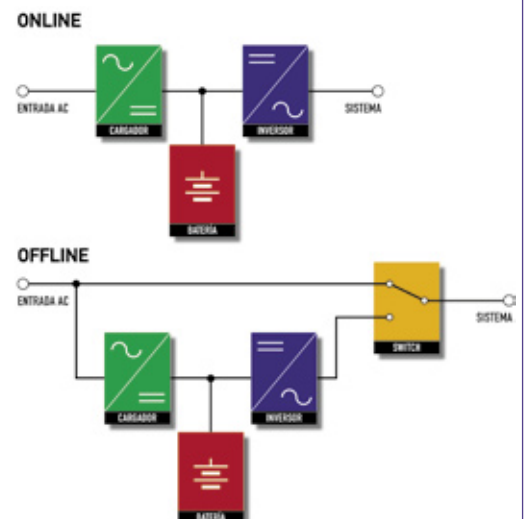 ONLINE
ENTRADA AC
CARGADOR
INVERSOR
SISTEMA
BATERÍA
OFFLINE
ENTRADA AC
SWITCH
SISTEMA
CARGADOR
INVERSOR
BATERÍA